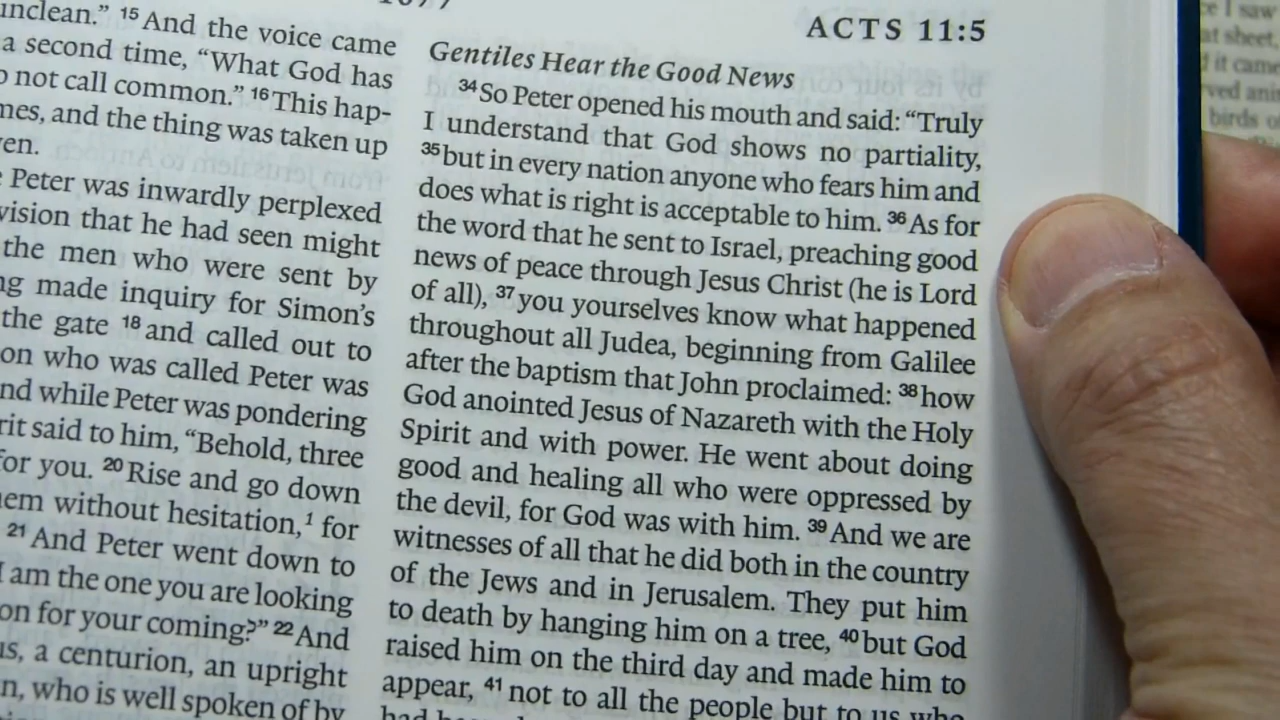 ACTS 11:5
unclean.” 15 And the voice came
a second time, “What God has
not call common.” 16 This hap-
and the thing was taken up
Peter was inwardly perplexed
vision that he had seen might
the men who were sent by
made inquiry for Simon’s
the gate 18 and called out to
who was called Peter was
while Peter was pondering
said to him, “Behold, three
for you. 20 Rise and go down
without hesitation,1 for
21 And Peter went down to
I am the one you are looking
for your coming?” 22 And
a centurion, an upright
who is well spoken of by
Gentiles Hear the Good News
34 So Peter opened his mouth and said: “Truly
I understand that God shows no partiality,
35 but in every nation anyone who fears him and
does what is right is acceptable to him. 36 As for
the word that he sent to Israel, preaching good
news of peace through Jesus Christ (he is Lord
of all), 37 you yourselves know what happened
throughout all Judea, beginning from Galilee
after the baptism that John proclaimed: 38 how
God anointed Jesus of Nazareth with the Holy
Spirit and with power. He went about doing
good and healing all who were oppressed by
the devil, for God was with him. 39 And we are
witnesses of all that he did both in the country
of the Jews and in Jerusalem. They put him
to death by hanging him on a tree, 40 but God
raised him on the third day and made him to
appear, 41 not to all the people but to us who
I saw
sheet,
it came
birds